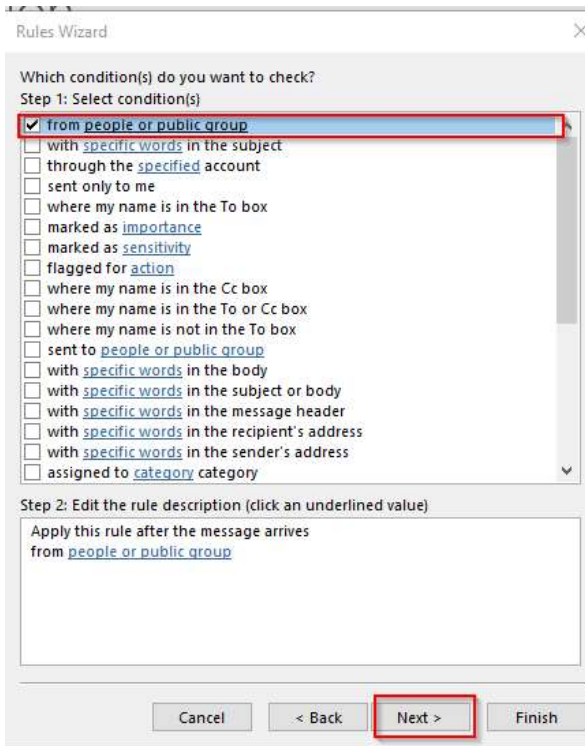 Rules Wizard
Which condition(s) do you want to check?
Step 1: Select condition(s)
from people or public group
with specific words in the subject
through the specified account
sent only to me
where my name is in the To box
marked as importance
marked as sensitivity
flagged for action
where my name is in the Cc box
where my name is in the To or Cc box
where my name is not in the To box
sent to people or public group
with specific words in the body
with specific words in the subject or body
with specific words in the message header
with specific words in the recipient's address
with specific words in the sender's address
assigned to category category
Step 2: Edit the rule description (click an underlined value)
Apply this rule after the message arrives
from people or public group
Cancel < Back Next > Finish